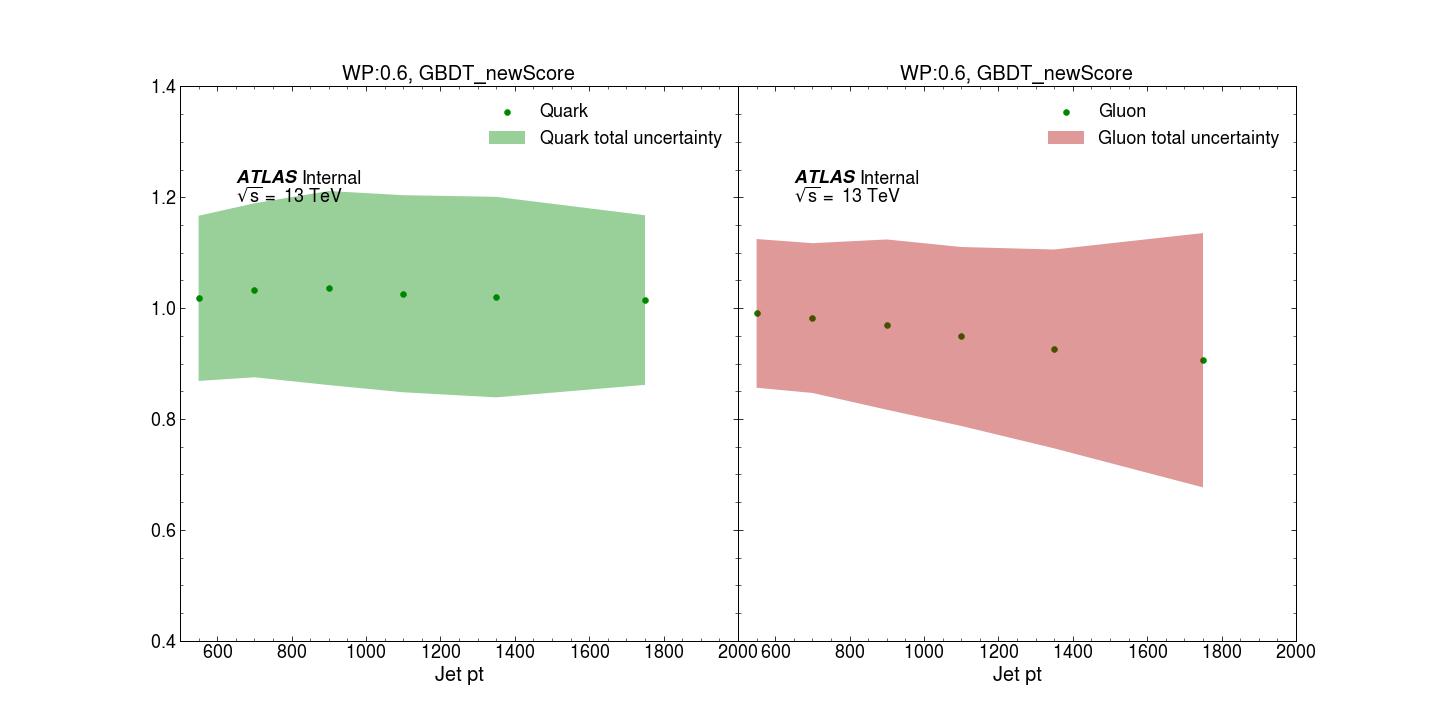 WP:0.6, GBDT_newScore
WP:0.6, GBDT_newScore
Quark
Quark total uncertainty
ATLAS Internal
√s = 13 TeV
Gluon
Gluon total uncertainty
ATLAS Internal
√s = 13 TeV
1.4
1.2
1.0
0.8
0.6
0.4
600 800 1000 1200 1400 1600 1800 2000
600 800 1000 1200 1400 1600 1800 2000
Jet pt
Jet pt